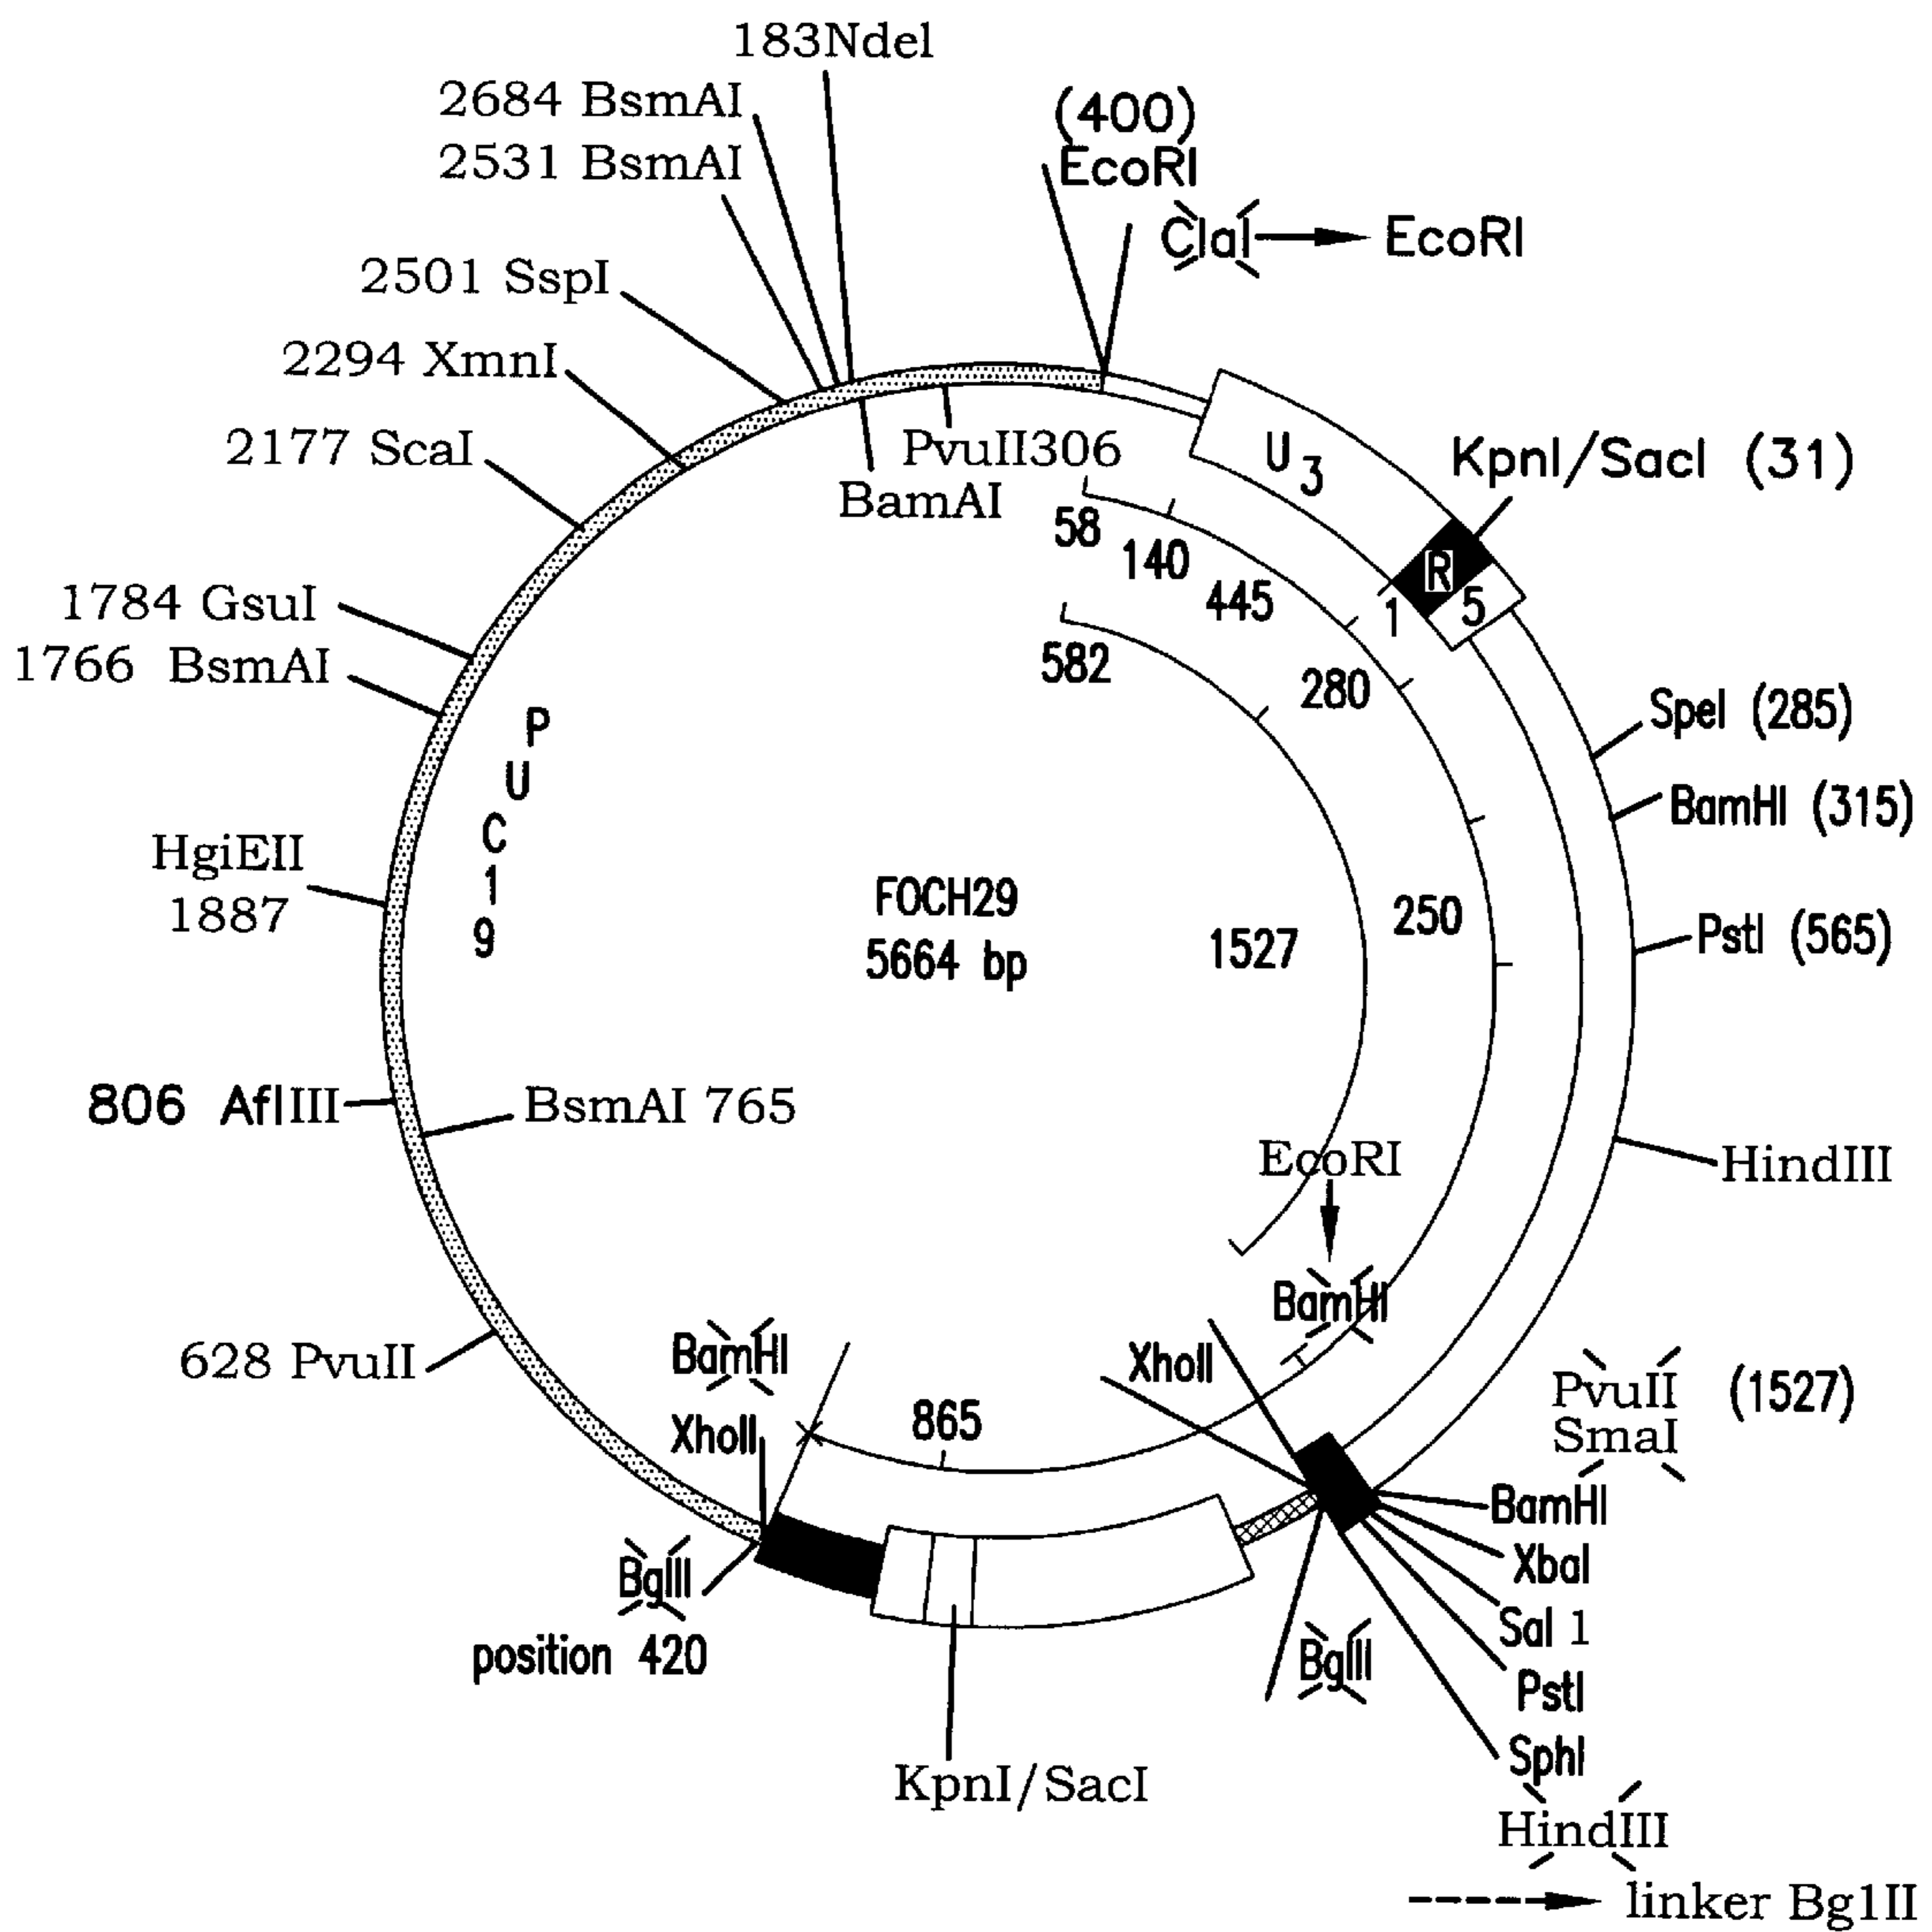 183NdeI
2684 BsmAI
2531 BsmAI
(400)
EcoRI
ClaI EcoRI
2501 SspI
2294 XmnI
2177 ScaI
PvuII306
BamAI
U3
KpnI/SacI (31)
R
5
1
58
140
445
280
250
582
1527
1784 GsuI
1766 BsmAI
P
U
C
1
9
SpeI (285)
BamHI (315)
HgiEII
1887
FOCH29
5664 bp
PstI (565)
806 AflIII
BsmAI 765
EcoRI
HindIII
BamHI
628 PvuII
BamHI
XhoII
XhoII
865
PvuII (1527)
SmaI
BamHI
XbaI
Sal 1
PstI
SphI
HindIII
BglII
position 420
BglII
KpnI/SacI
linker Bg1II